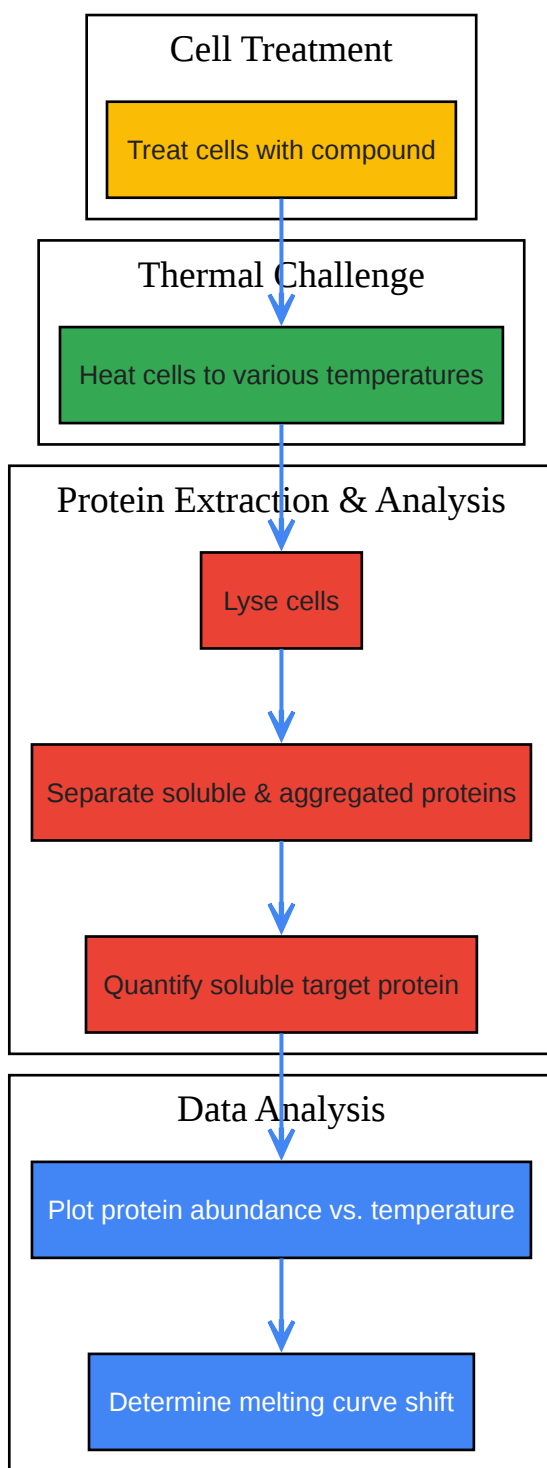 Cell Treatment
Treat cells with compound
Thermal Challenge
Heat cells to various temperatures
Protein Extraction & Analysis
Lyse cells
Separate soluble & aggregated proteins
Quantify soluble target protein
Data Analysis
Plot protein abundance vs. temperature
Determine melting curve shift